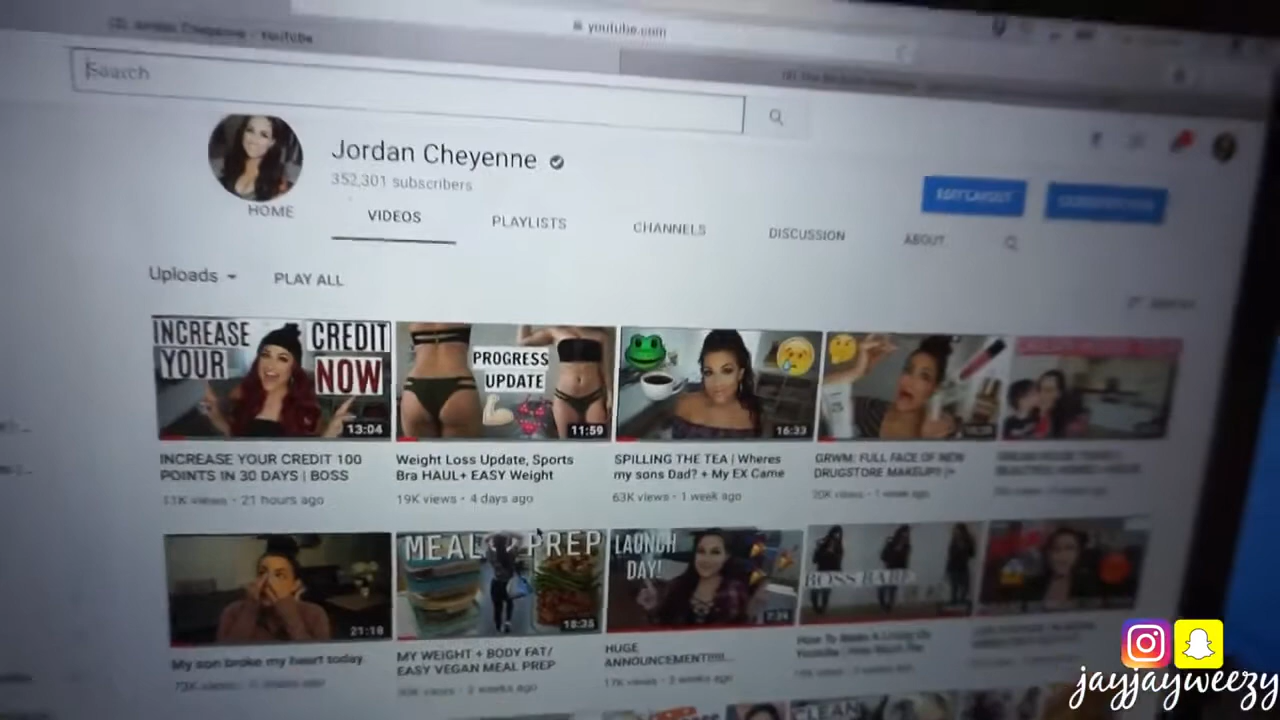 youtube.com
Search
Jordan Cheyenne
352,301 subscribers
EDIT LAYOUT
HOME
VIDEOS
PLAYLISTS
CHANNELS
DISCUSSION
ABOUT
Uploads
PLAY ALL
INCREASE YOUR CREDIT NOW
13:04
PROGRESS UPDATE
11:59
16:33
INCREASE YOUR CREDIT 100
POINTS IN 30 DAYS | BOSS
11K views • 21 hours ago
Weight Loss Update, Sports
Bra HAUL+ EASY Weight
19K views • 4 days ago
SPILLING THE TEA | Wheres
my sons Dad? + My EX Came
63K views • 1 week ago
GRWM: FULL FACE OF NEW
DRUGSTORE MAKEUP!! |+
20K views • 1 week ago
21:18
MEAL PREP
18:35
LAUNCH DAY!
7:24
BOSS BABE
My son broke my heart today
MY WEIGHT + BODY FAT/
EASY VEGAN MEAL PREP
2 weeks ago
HUGE
ANNOUNCEMENT!!!!...
17K views • 2 weeks ago
jayjayweezy